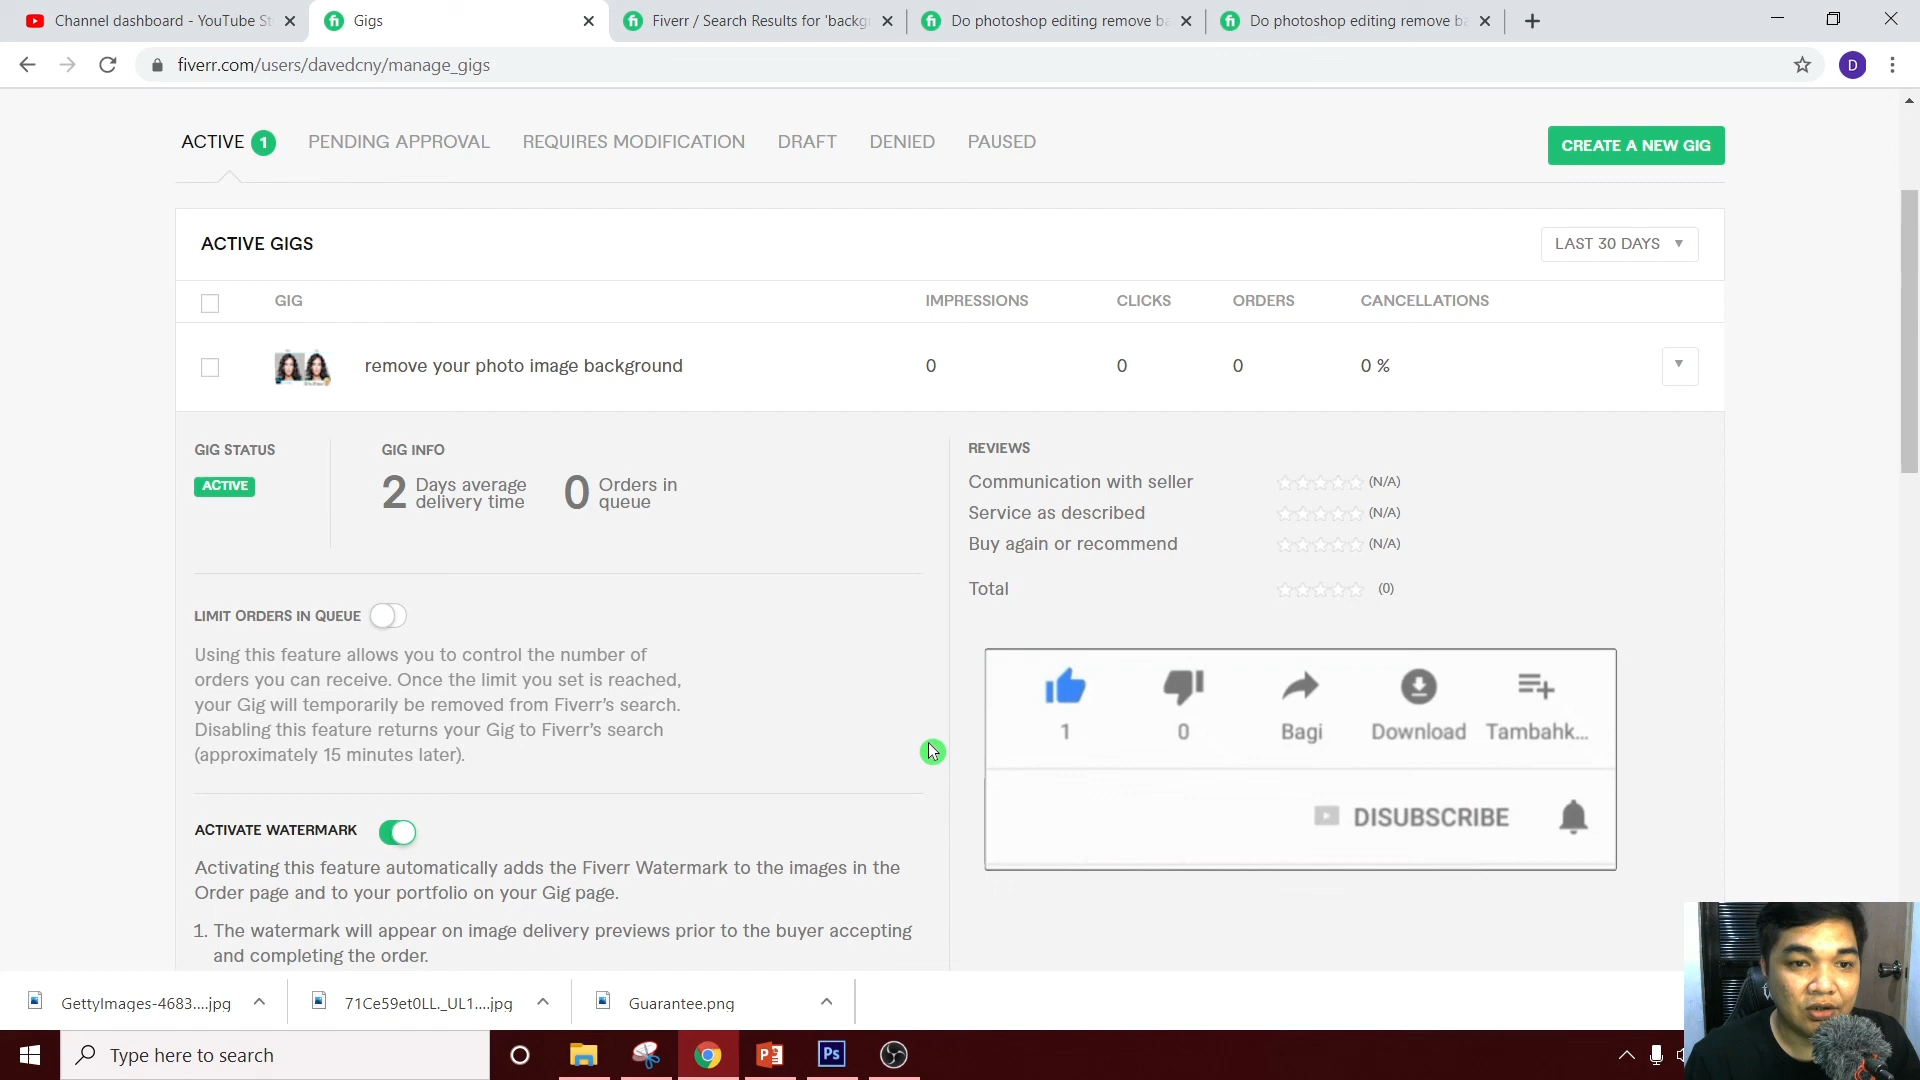 Channel dashboard - YouTube St
Gigs
Fiverr / Search Results for 'backg
Do photoshop editing remove ba
Do photoshop editing remove ba
fiverr.com/users/davedcny/manage_gigs
D
ACTIVE 1
PENDING APPROVAL
REQUIRES MODIFICATION
DRAFT
DENIED
PAUSED
CREATE A NEW GIG
ACTIVE GIGS
LAST 30 DAYS
GIG IMPRESSIONS CLICKS ORDERS CANCELLATIONS
remove your photo image background 0 0 0 0 %
GIG STATUS
ACTIVE
GIG INFO
2 Days average delivery time
0 Orders in queue
REVIEWS
Communication with seller (N/A)
Service as described (N/A)
Buy again or recommend (N/A)
Total (0)
LIMIT ORDERS IN QUEUE
Using this feature allows you to control the number of
orders you can receive. Once the limit you set is reached,
your Gig will temporarily be removed from Fiverr's search.
Disabling this feature returns your Gig to Fiverr's search
(approximately 15 minutes later).
1 0 Bagi Download Tambahk...
DISUBSCRIBE
ACTIVATE WATERMARK
Activating this feature automatically adds the Fiverr Watermark to the images in the
Order page and to your portfolio on your Gig page.
1. The watermark will appear on image delivery previews prior to the buyer accepting
and completing the order.
GettyImages-4683....jpg
71Ce59et0LL._UL1....jpg
Guarantee.png
Type here to search
Ps